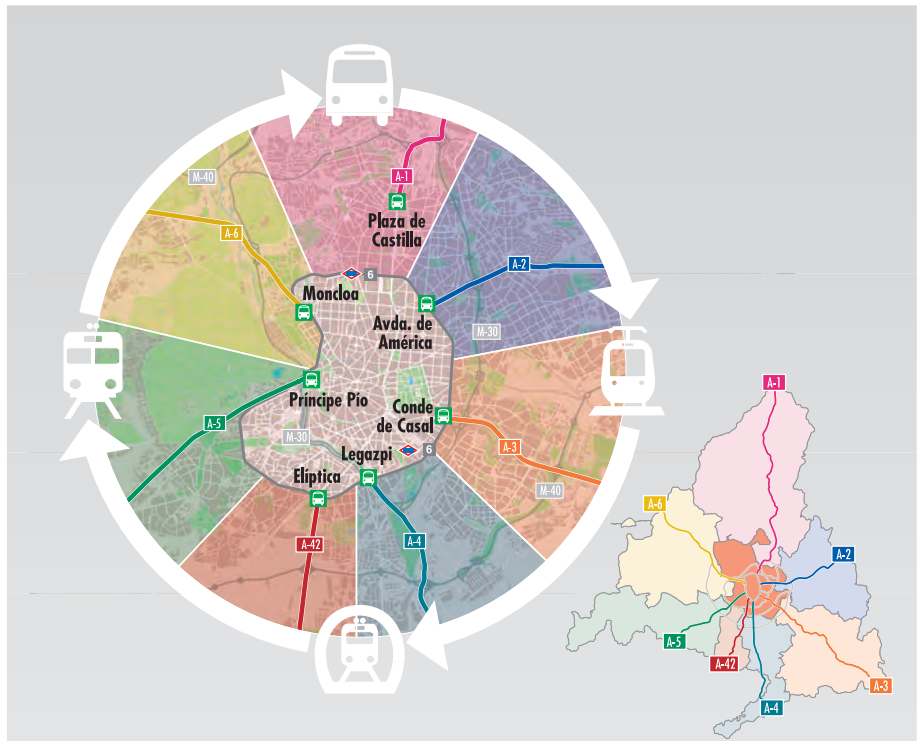 M-40
A-1
Plaza de
Castilla
A-6
A-2
6
Moncloa
Avda. de
América
M-30
Príncipe Pío
Conde
de Casal
A-5
M-30
Legazpi
6
A-3
Elíptica
M-40
A-42
A-4
A-1
A-6
A-2
A-5
A-42
A-3
A-4